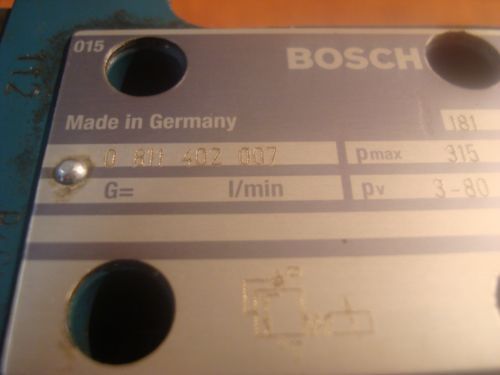 015
BOSCH
Made in Germany
181
0 811 402 007
pmax 315
G= l/min
pv 3-80